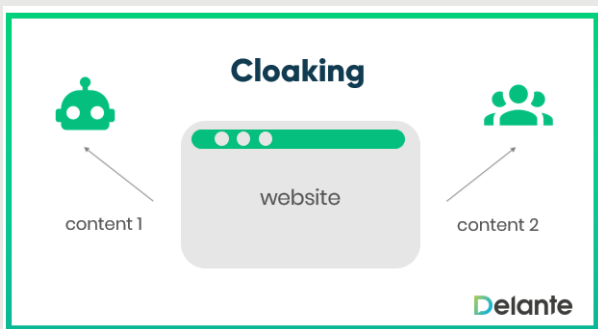 Cloaking
website
content 1
content 2
Delante